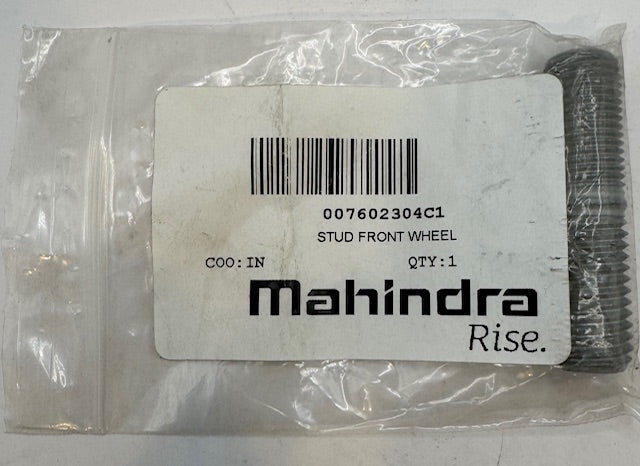 007602304C1
STUD FRONT WHEEL
COO:IN QTY:1
Mahindra
Rise.